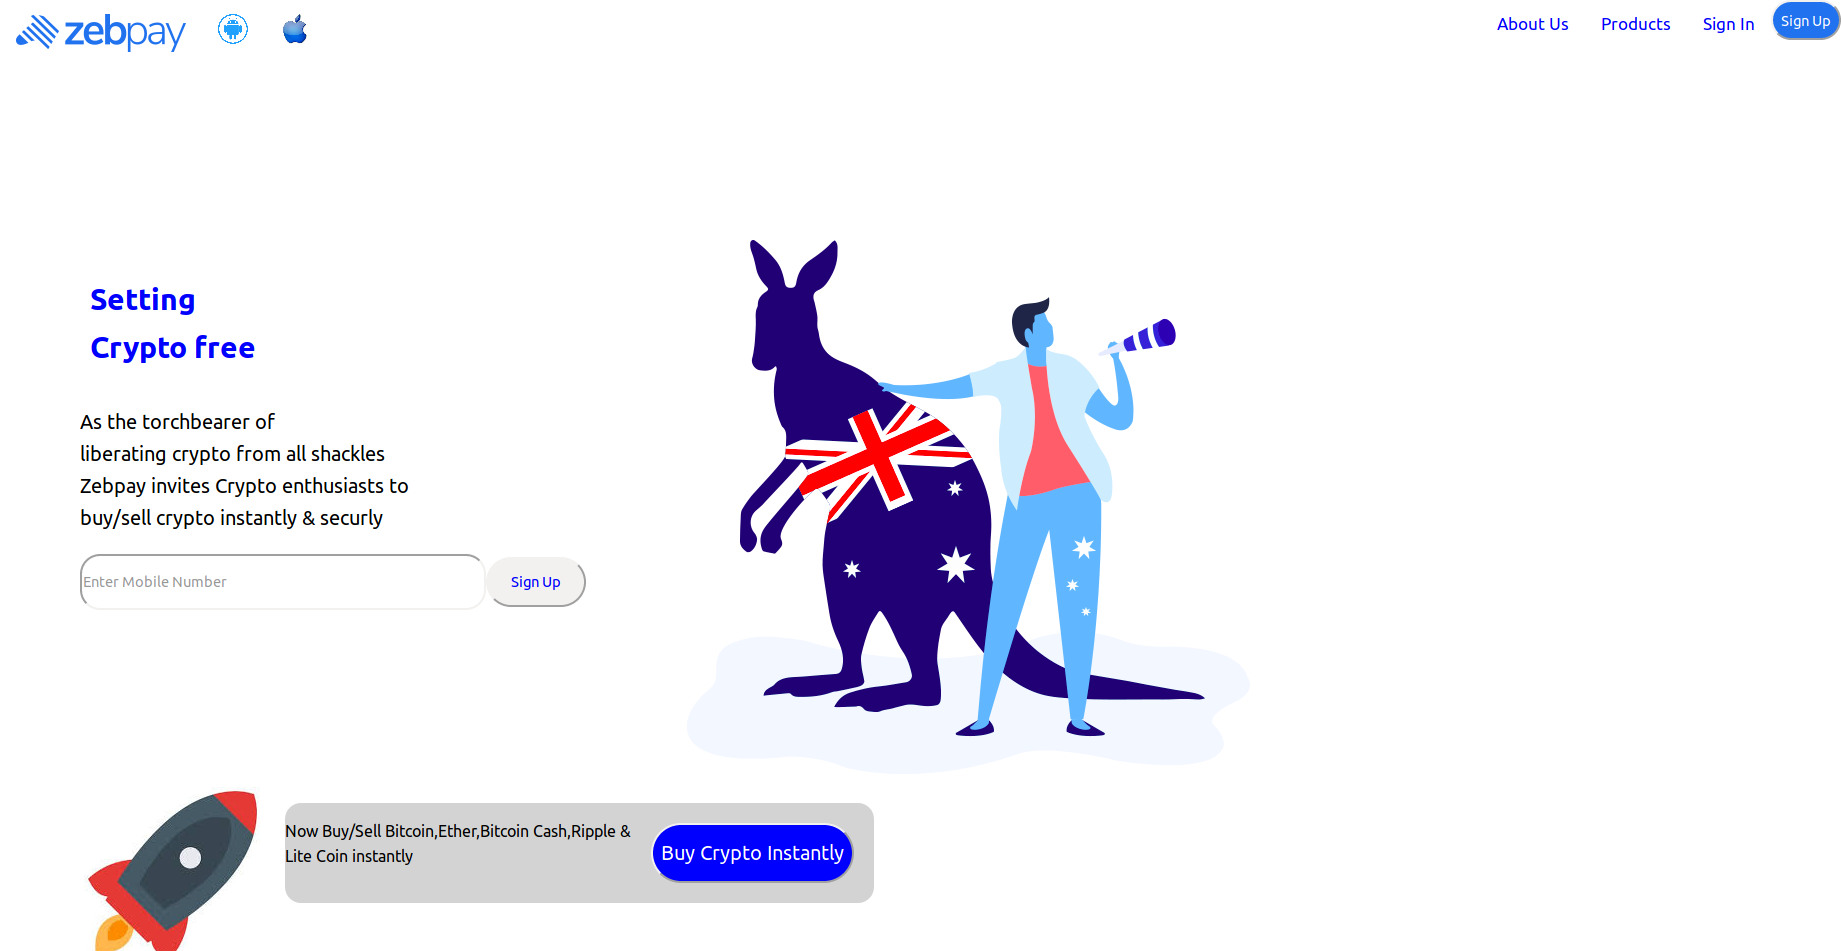 zebpay
About Us Products Sign In Sign Up
Setting
Crypto free
As the torchbearer of
liberating crypto from all shackles
Zebpay invites Crypto enthusiasts to
buy/sell crypto instantly & securly
Enter Mobile Number Sign Up
Now Buy/Sell Bitcoin,Ether,Bitcoin Cash,Ripple &
Lite Coin instantly
Buy Crypto Instantly